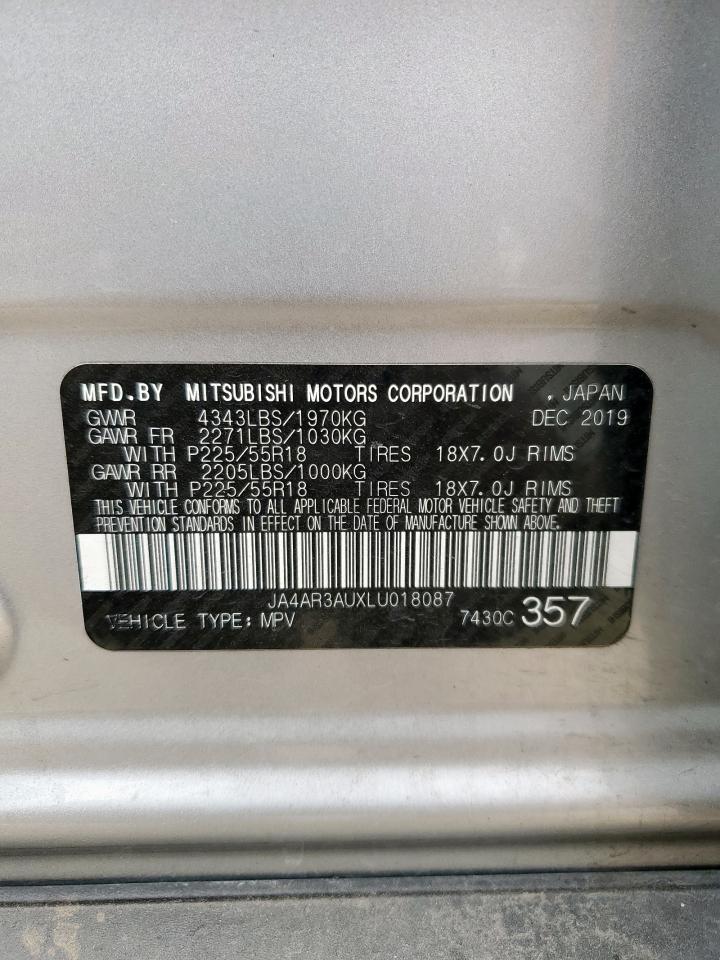 MFD.BY MITSUBISHI MOTORS CORPORATION , JAPAN
GVWR 4343LBS/1970KG DEC 2019
GAWR FR 2271LBS/1030KG
WITH P225/55R18 TIRES 18X7.0J RIMS
GAWR RR 2205LBS/1000KG
WITH P225/55R18 TIRES 18X7.0J RIMS
THIS VEHICLE CONFORMS TO ALL APPLICABLE FEDERAL MOTOR VEHICLE SAFETY AND THEFT
PREVENTION STANDARDS IN EFFECT ON THE DATE OF MANUFACTURE SHOWN ABOVE.
JA4AR3AUXLU018087
VEHICLE TYPE: MPV 7430C 357